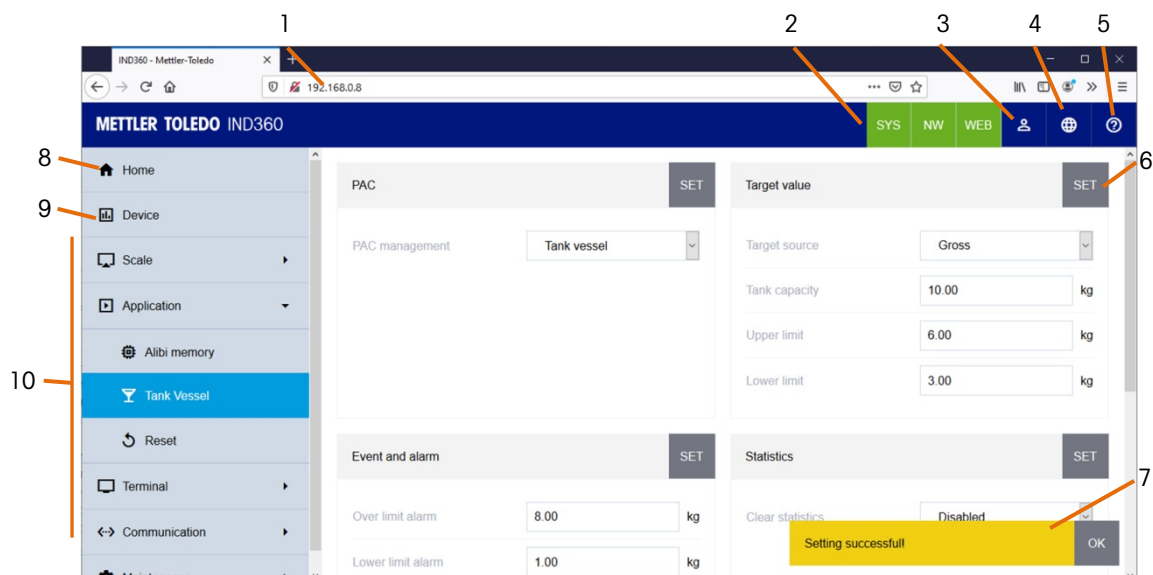 1 2 3 4 5
IND360 - Mettler-Toledo
192.168.0.8
METTLER TOLEDO IND360 SYS NW WEB
8 Home
PAC SET
Target value SET 6
9 Device
PAC management Tank vessel
Target source Gross
Scale
Tank capacity 10.00 kg
Application
Upper limit 6.00 kg
Alibi memory
Lower limit 3.00 kg
10 Tank Vessel
Reset
Event and alarm SET
Statistics SET
Terminal
7
Over limit alarm 8.00 kg
Clear statistics Disabled
Communication
Setting successful! OK
Lower limit alarm 1.00 kg